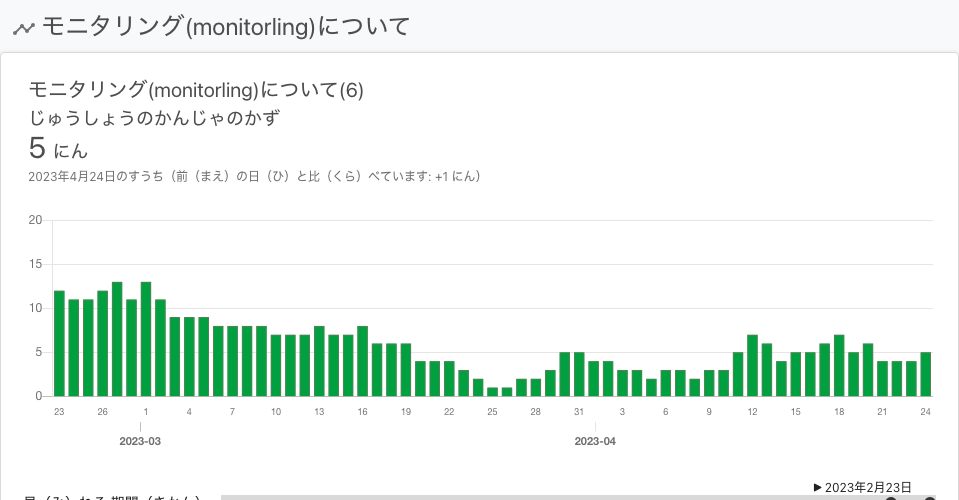 モニタリング(monitorling)について
モニタリング(monitorling)について(6)
じゅうしょうのかんじゃのかず
5 にん
2023年4月24日のすうち（前（まえ）の日（ひ）と比（くら）べています: +1 にん）
20
15
10
5
0
23 26 1 4 7 10 13 16 19 22 25 28 31 3 6 9 12 15 18 21 24
2023-03 2023-04
▶ 2023年2月23日